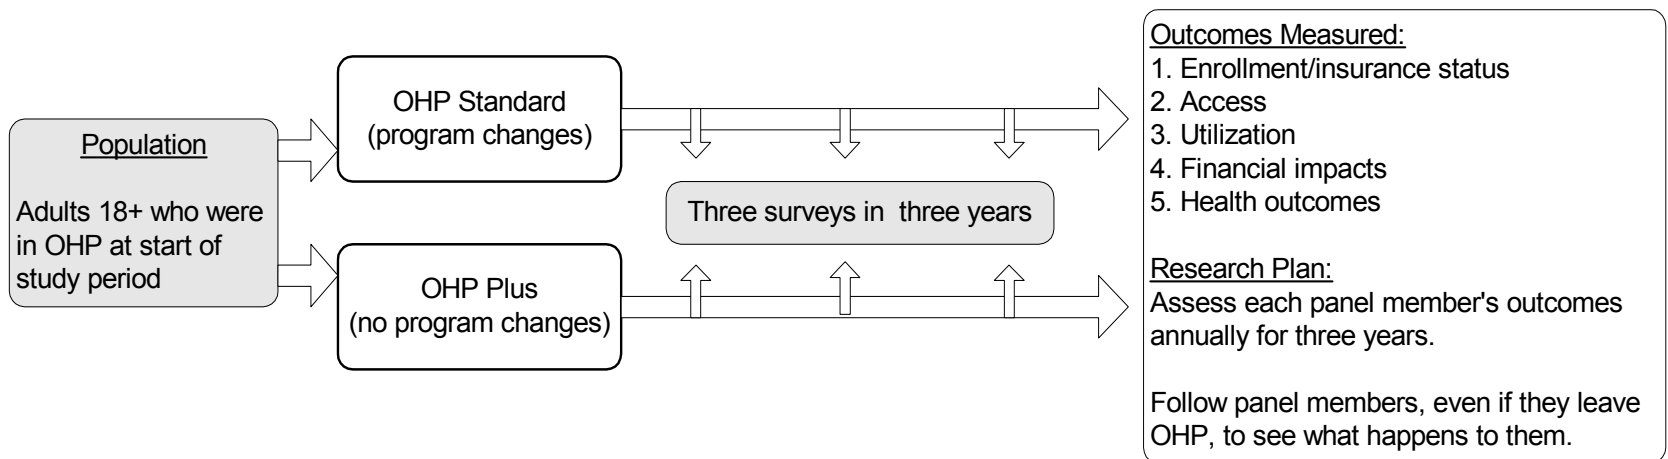 Population
Adults 18+ who were
in OHP at start of
study period
OHP Standard
(program changes)
OHP Plus
(no program changes)
Three surveys in  three years
Outcomes Measured:
1. Enrollment/insurance status
2. Access
3. Utilization
4. Financial impacts
5. Health outcomes
Research Plan:
Assess each panel member's outcomes
annually for three years.
Follow panel members, even if they leave
OHP, to see what happens to them.